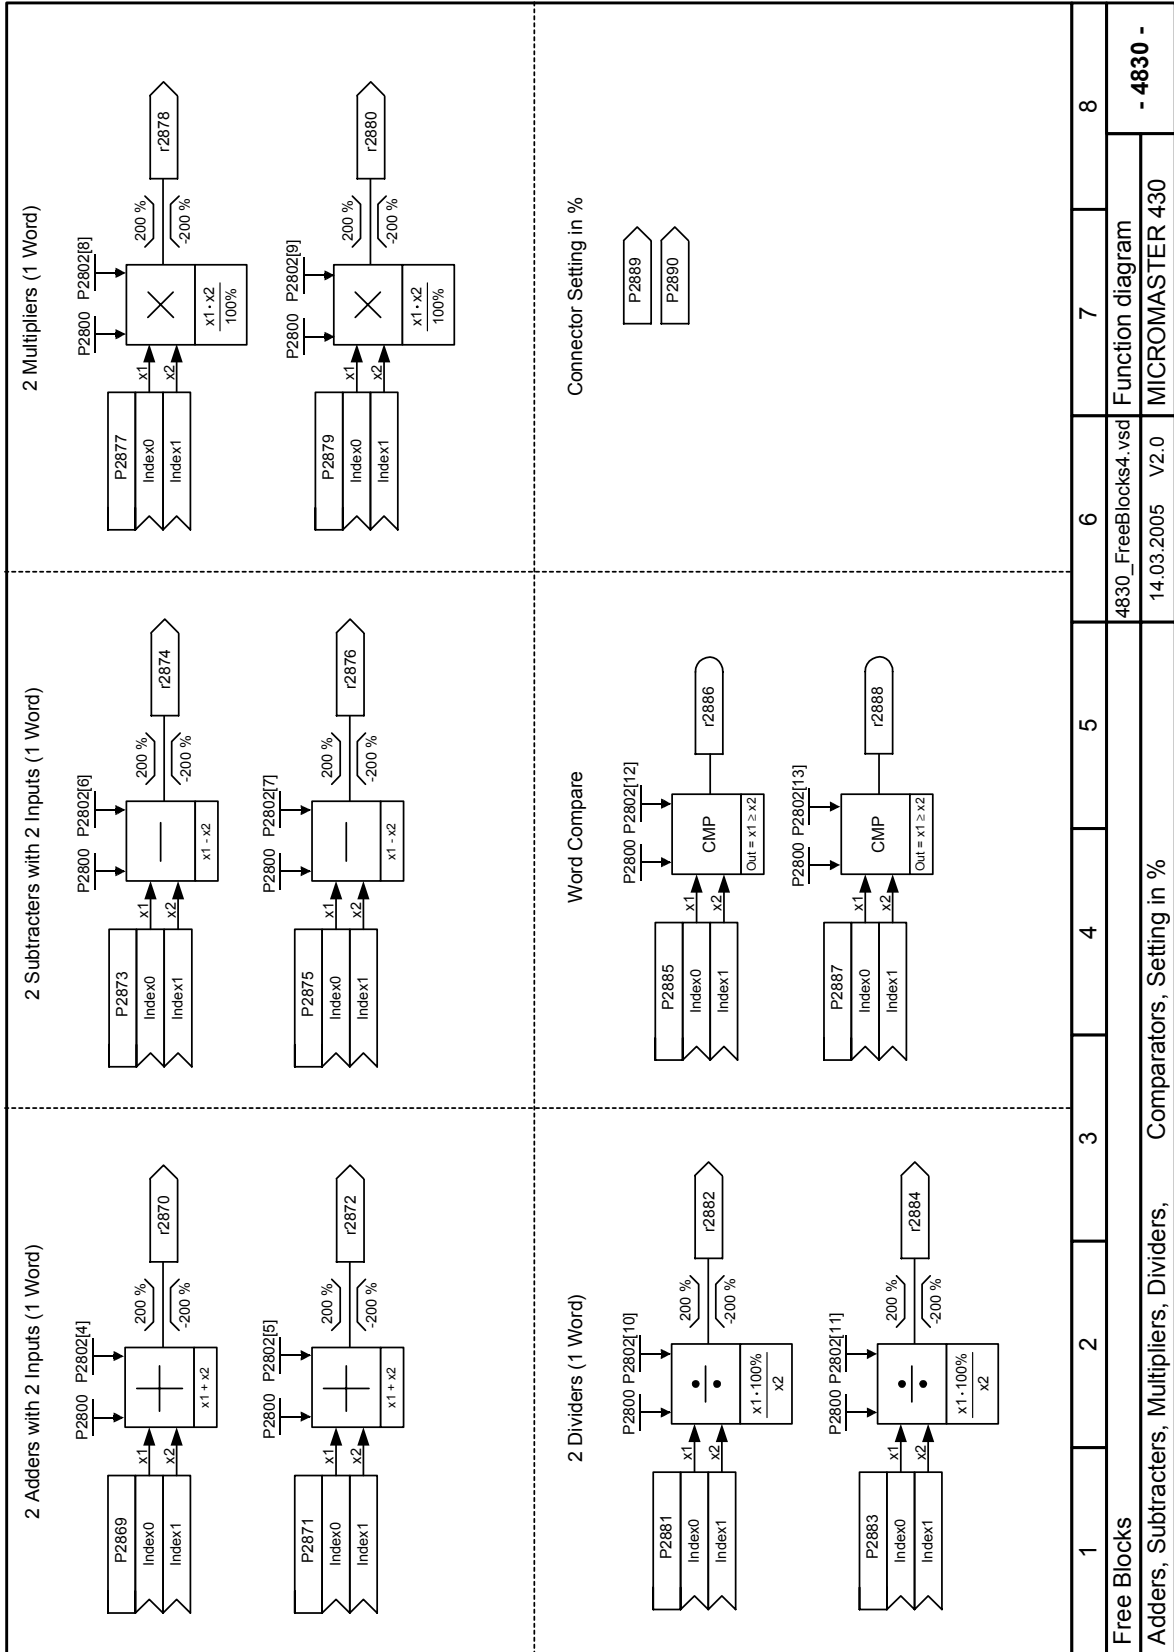 2 Adders with 2 Inputs (1 Word)
P2800 P2802[4]
P2869
Index0
Index1
x1
x2
x1 + x2
200 %
-200 %
r2870
P2800 P2802[5]
P2871
Index0
Index1
x1
x2
x1 + x2
200 %
-200 %
r2872
2 Subtracters with 2 Inputs (1 Word)
P2800 P2802[6]
P2873
Index0
Index1
x1
x2
x1 - x2
200 %
-200 %
r2874
P2800 P2802[7]
P2875
Index0
Index1
x1
x2
x1 - x2
200 %
-200 %
r2876
2 Multipliers (1 Word)
P2800 P2802[8]
P2877
Index0
Index1
x1
x2
x1·x2
100%
200 %
-200 %
r2878
P2800 P2802[9]
P2879
Index0
Index1
x1
x2
x1·x2
100%
200 %
-200 %
r2880
2 Dividers (1 Word)
P2800 P2802[10]
P2881
Index0
Index1
x1
x2
x1·100%
x2
200 %
-200 %
r2882
P2800 P2802[11]
P2883
Index0
Index1
x1
x2
x1·100%
x2
200 %
-200 %
r2884
Word Compare
P2800 P2802[12]
P2885
Index0
Index1
x1
x2
CMP
Out = x1 ≥ x2
r2886
P2800 P2802[13]
P2887
Index0
Index1
x1
x2
CMP
Out = x1 ≥ x2
r2888
Connector Setting in %
P2889
P2890
1 2 3 4 5 6 7 8
Free Blocks 4830_FreeBlocks4.vsd Function diagram - 4830 -
Adders, Subtracters, Multipliers, Dividers, Comparators, Setting in % 14.03.2005 V2.0 MICROMASTER 430